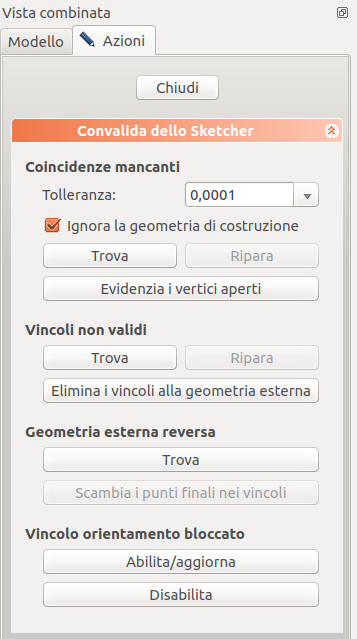 Vista combinata
Modello Azioni
Chiudi
Convalida dello Sketcher
Coincidenze mancanti
Tolleranza: 0,0001
Ignora la geometria di costruzione
Trova Ripara
Evidenzia i vertici aperti
Vincoli non validi
Trova Ripara
Elimina i vincoli alla geometria esterna
Geometria esterna reversa
Trova
Scambia i punti finali nei vincoli
Vincolo orientamento bloccato
Abilita/aggiorna
Disabilita